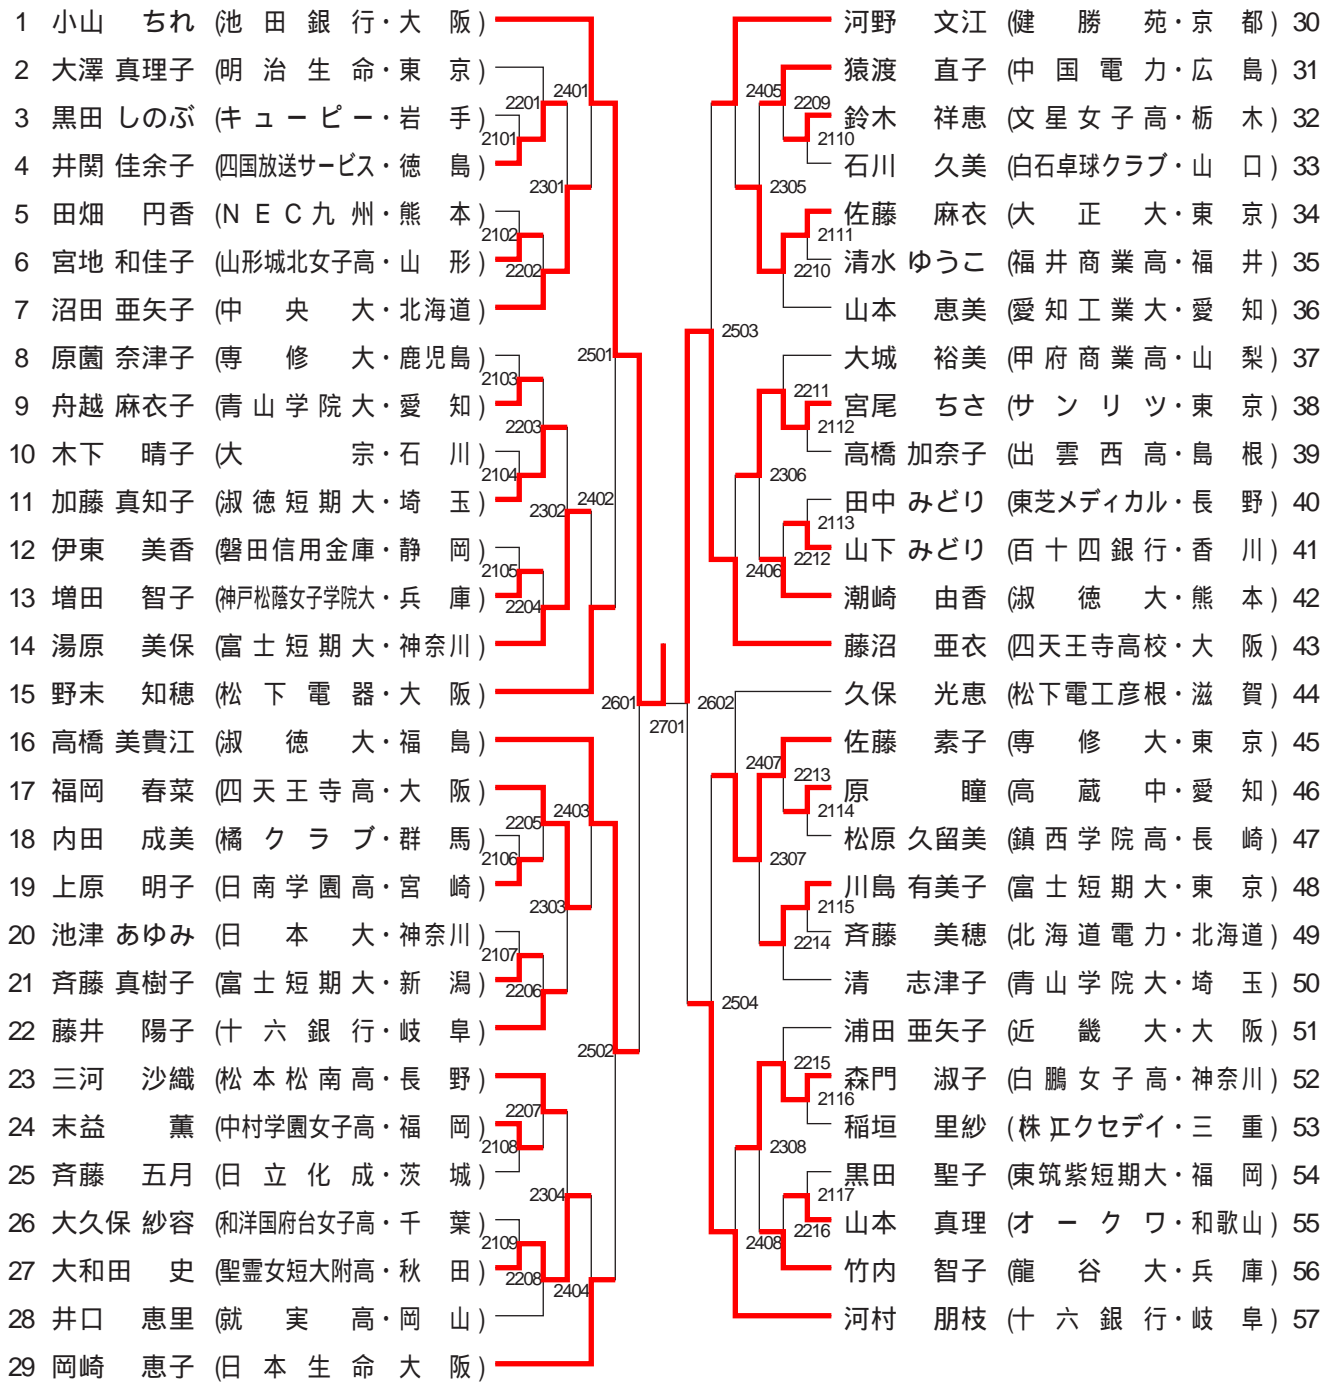 1 小山 ちれ (池田銀行・大阪)
2 大澤 真理子 (明治生命・東京)
3 黒田 しのぶ (キューピー・岩手)
4 井関 佳余子 (四国放送サービス・徳島)
5 田畑 円香 (NEC九州・熊本)
6 宮地 和佳子 (山形城北女子高・山形)
7 沼田 亜矢子 (中央大・北海道)
8 原薗 奈津子 (専修大・鹿児島)
9 舟越 麻衣子 (青山学院大・愛知)
10 木下 晴子 (大宗・石川)
11 加藤 真知子 (淑徳短期大・埼玉)
12 伊東 美香 (磐田信用金庫・静岡)
13 増田 智子 (神戸松蔭女子学院大・兵庫)
14 湯原 美保 (富士短期大・神奈川)
15 野末 知穂 (松下電器・大阪)
16 高橋 美貴江 (淑徳大・福島)
17 福岡 春菜 (四天王寺高・大阪)
18 内田 成美 (橘クラブ・群馬)
19 上原 明子 (日南学園高・宮崎)
20 池津 あゆみ (日本大・神奈川)
21 斉藤 真樹子 (富士短期大・新潟)
22 藤井 陽子 (十六銀行・岐阜)
23 三河 沙織 (松本松南高・長野)
24 末益 薫 (中村学園女子高・福岡)
25 斉藤 五月 (日立化成・茨城)
26 大久保 紗容 (和洋国府台女子高・千葉)
27 大和田 史 (聖霊女短大附高・秋田)
28 井口 恵里 (就実高・岡山)
29 岡崎 恵子 (日本生命大阪)
2101
2102
2103
2104
2105
2106
2107
2108
2109
2201
2202
2203
2204
2205
2206
2207
2208
2301
2302
2303
2304
2401
2402
2403
2404
2501
2502
2601
2701
2602
2503
2504
2405
2406
2407
2408
2305
2306
2307
2308
2209
2210
2211
2212
2213
2214
2215
2216
2110
2111
2112
2113
2114
2115
2116
2117
河野 文江 (健勝苑・京都) 30
猿渡 直子 (中国電力・広島) 31
鈴木 祥恵 (文星女子高・栃木) 32
石川 久美 (白石卓球クラブ・山口) 33
佐藤 麻衣 (大正大・東京) 34
清水 ゆうこ (福井商業高・福井) 35
山本 恵美 (愛知工業大・愛知) 36
大城 裕美 (甲府商業高・山梨) 37
宮尾 ちさ (サンリツ・東京) 38
高橋 加奈子 (出雲西高・島根) 39
田中 みどり (東芝メディカル・長野) 40
山下 みどり (百十四銀行・香川) 41
潮崎 由香 (淑徳大・熊本) 42
藤沼 亜衣 (四天王寺高校・大阪) 43
久保 光恵 (松下電工彦根・滋賀) 44
佐藤 素子 (専修大・東京) 45
原 瞳 (高蔵中・愛知) 46
松原 久留美 (鎮西学院高・長崎) 47
川島 有美子 (富士短期大・東京) 48
斉藤 美穂 (北海道電力・北海道) 49
清 志津子 (青山学院大・埼玉) 50
浦田 亜矢子 (近畿大・大阪) 51
森門 淑子 (白鵬女子高・神奈川) 52
稲垣 里紗 (株)エクセデイ・三重) 53
黒田 聖子 (東筑紫短期大・福岡) 54
山本 真理 (オークワ・和歌山) 55
竹内 智子 (龍谷大・兵庫) 56
河村 朋枝 (十六銀行・岐阜) 57